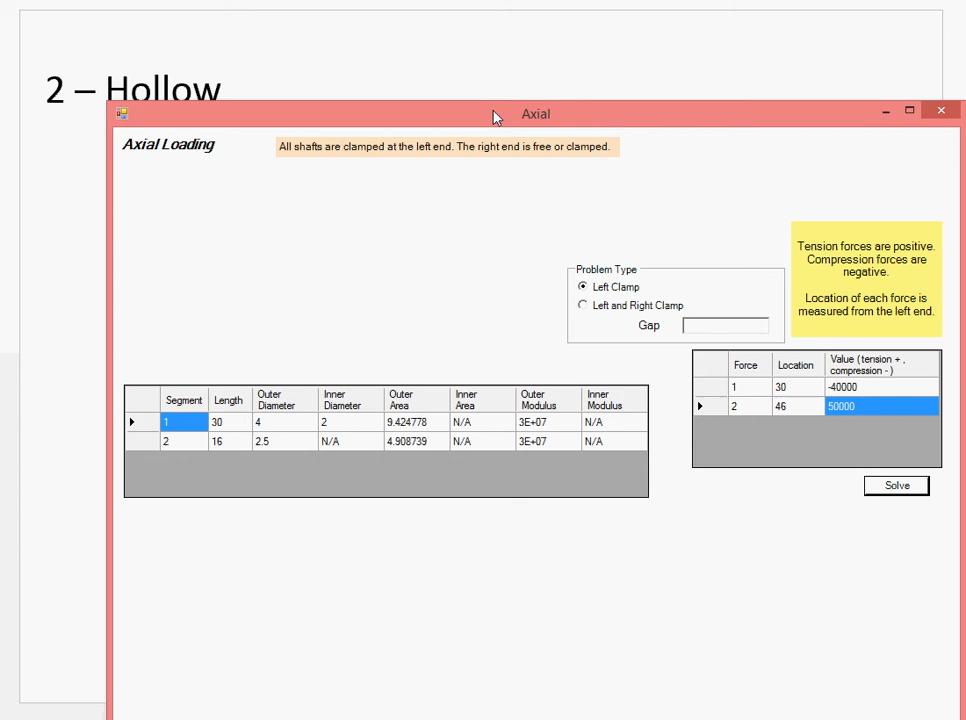 2 – Hollow
Axial
Axial Loading
All shafts are clamped at the left end. The right end is free or clamped.
Tension forces are positive.
Compression forces are
negative.
Location of each force is
measured from the left end.
Problem Type
Left Clamp
Left and Right Clamp
Gap
Force Location Value (tension + , compression - )
1 30 -40000
2 46 50000
Segment Length Outer Diameter Inner Diameter Outer Area Inner Area Outer Modulus Inner Modulus
1 30 4 2 9.424778 N/A 3E+07 N/A
2 16 2.5 N/A 4.908739 N/A 3E+07 N/A
Solve